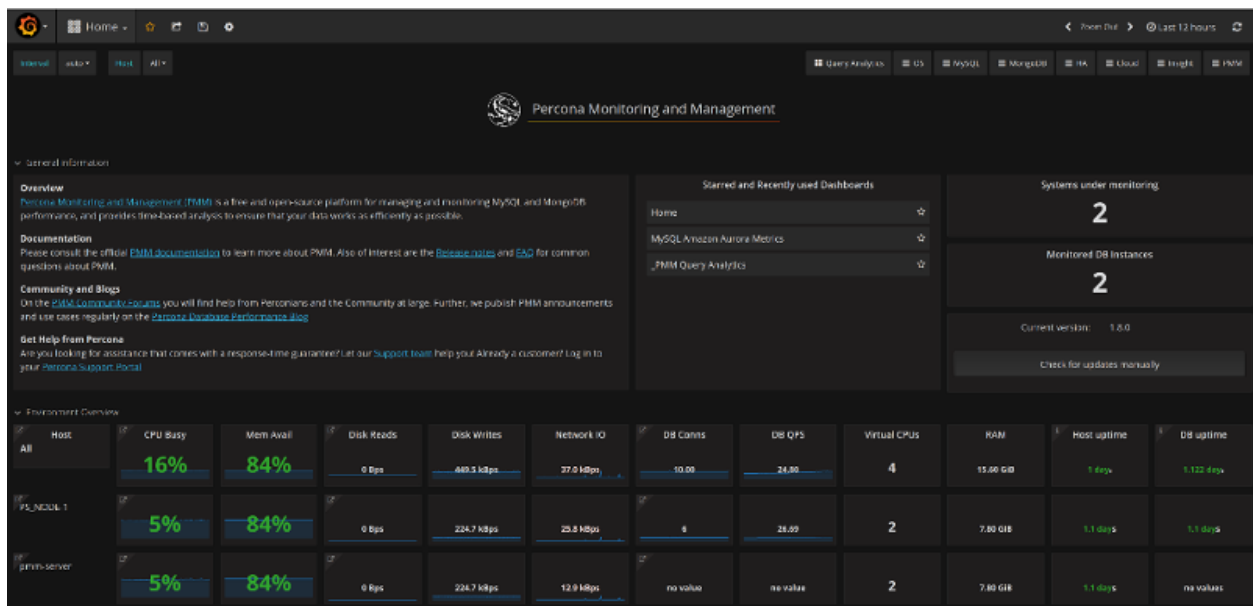 Home
Zoom Out
Last 12 hours
Interval auto Host All
Query Analytics OS MySQL MongoDB HA Cloud Insight PMM
Percona Monitoring and Management
General information
Overview
Percona Monitoring and Management (PMM) is a free and open-source platform for managing and monitoring MySQL and MongoDB
performance, and provides time-based analysis to ensure that your data works as efficiently as possible.
Documentation
Please consult the official PMM documentation to learn more about PMM. Also of interest are the Release notes and FAQ for common
questions about PMM.
Community and Blogs
On the PMM Community Forums you will find help from Perconians and the Community at large. Further, we publish PMM announcements
and use cases regularly on the Percona Database Performance Blog
Get Help from Percona
Are you looking for assistance that comes with a response-time guarantee? Let our Support team help you! Already a customer? Log in to
your Percona Support Portal
Starred and Recently used Dashboards
Home
MySQL Amazon Aurora Metrics
_PMM Query Analytics
Systems under monitoring
2
Monitored DB Instances
2
Current version: 1.8.0
Check for updates manually
Environment Overview
Host CPU Busy Mem Avail Disk Reads Disk Writes Network IO DB Conns DB QPS Virtual CPUs RAM Host uptime DB uptime
All 16% 84% 0 Bps 449.5 kBps 37.0 kBps 10.00 24.80 4 15.60 GiB 1 days 1.122 days
PS_NODE-1 5% 84% 0 Bps 224.7 kBps 25.8 kBps 6 26.69 2 7.80 GiB 1.1 days 1.1 days
pmm-server 5% 84% 0 Bps 224.7 kBps 12.9 kBps no value no value 2 7.80 GiB 1.1 days no values